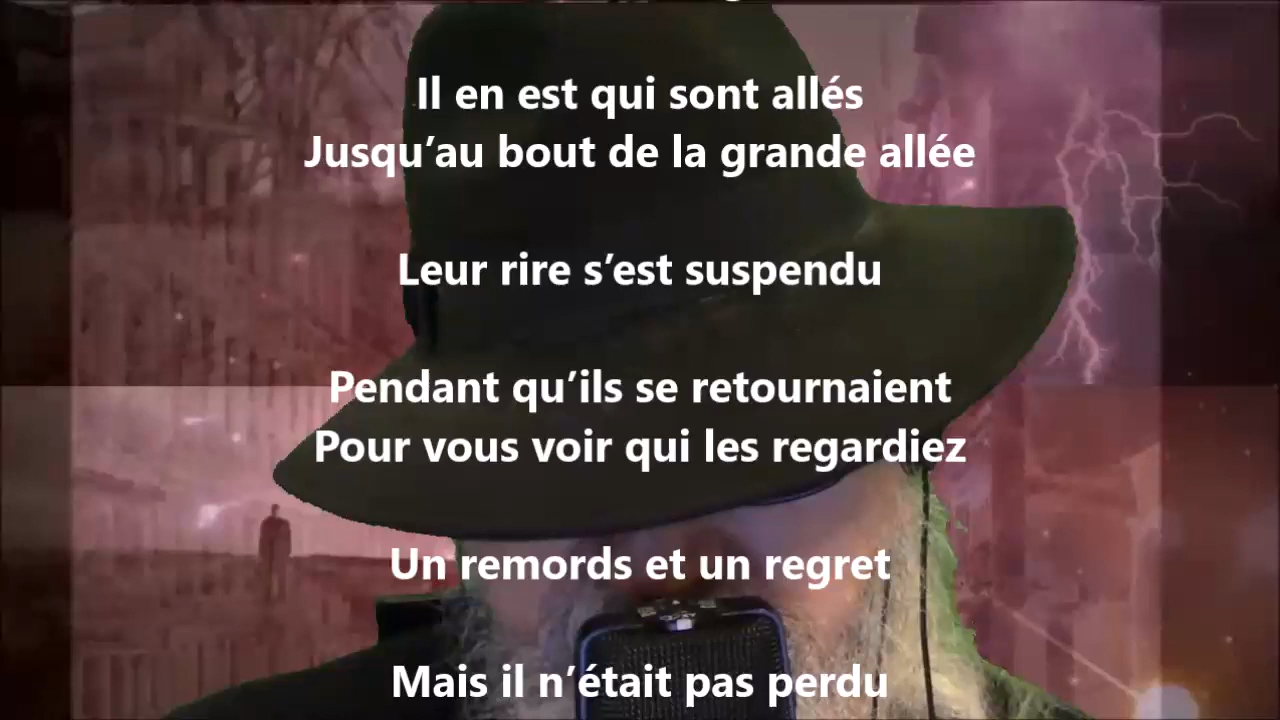 Il en est qui sont allés
Jusqu’au bout de la grande allée
Leur rire s’est suspendu
Pendant qu’ils se retournaient
Pour vous voir qui les regardiez
Un remords et un regret
Mais il n’était pas perdu